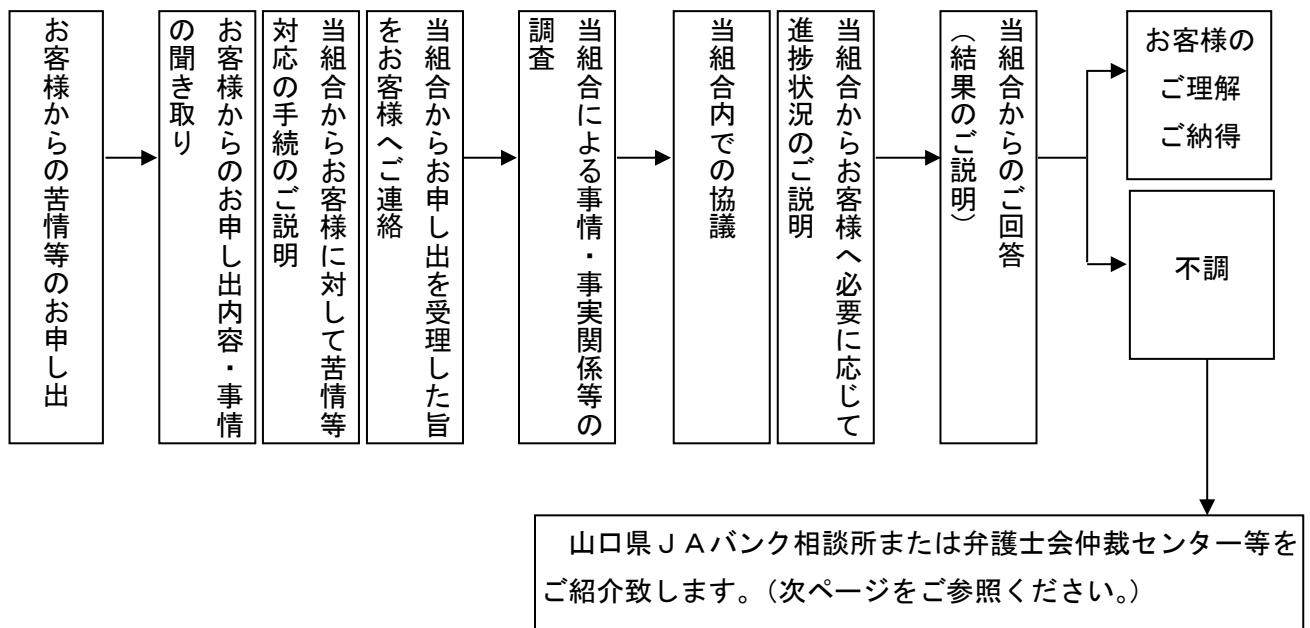 お客様からの苦情等のお申し出
お客様からのお申し出内容・事情
の聞き取り
当組合からお客様に対して苦情等
対応の手続のご説明
当組合からお申し出を受理した旨
をお客様へご連絡
当組合による事情・事実関係等の
調査
当組合内での協議
当組合からお客様へ必要に応じて
進捗状況のご説明
当組合からのご回答
（結果のご説明）
お客様の
ご理解
ご納得
不調
山口県ＪＡバンク相談所または弁護士会仲裁センター等を
ご紹介致します。（次ページをご参照ください。）